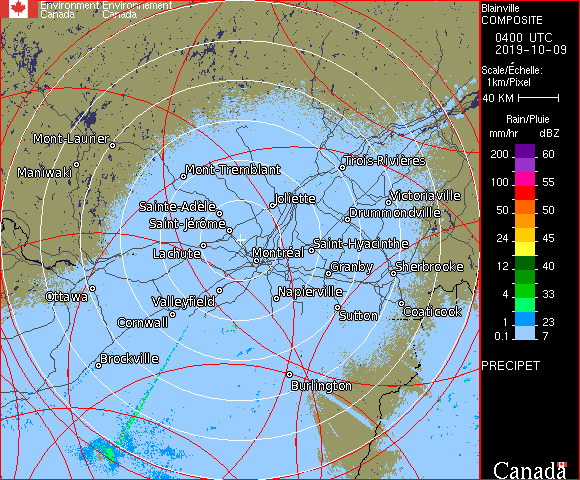 Environment Environnement
Canada Canada
Blainville
COMPOSITE
0400 UTC
2019-10-09
Scale/Échelle:
1km/Pixel
40 KM
Rain/Pluie
mm/hr dBZ
200 60
100 55
50 50
24 45
12 40
4 33
1 23
0.1 7
PRECIPET
Canada
Mont-Laurier
Maniwaki
Mont-Tremblant
Trois-Rivières
Sainte-Adèle
Joliette
Victoriaville
Drummondville
Saint-Jérôme
Lachute
Montréal
Saint-Hyacinthe
Granby
Sherbrooke
Ottawa
Valleyfield
Napierville
Cornwall
Sutton
Coaticook
Brockville
Burlington